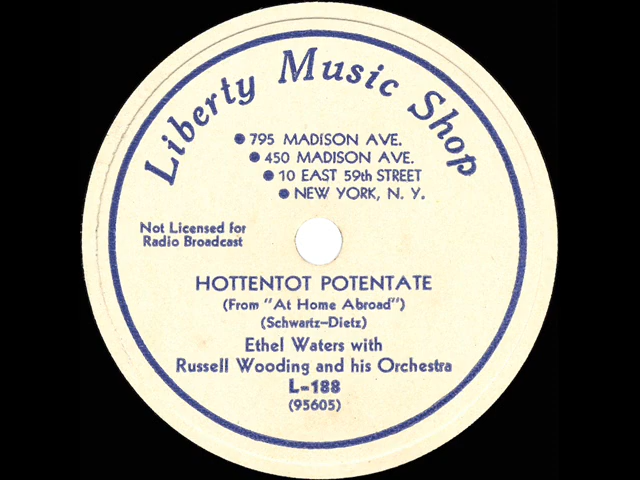 Liberty Music Shop
795 MADISON AVE.
450 MADISON AVE.
10 EAST 59th STREET
NEW YORK, N. Y.
Not Licensed for
Radio Broadcast
HOTTENTOT POTENTATE
(From "At Home Abroad")
(Schwartz-Dietz)
Ethel Waters with
Russell Wooding and his Orchestra
L-188
(95605)